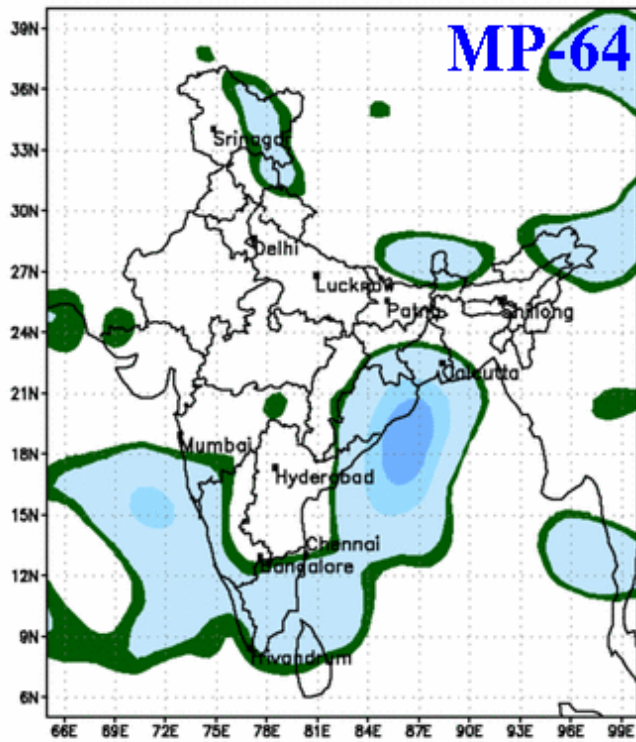 39N
MP-64
36N
Srinagar
33N
30N
Delhi
27N
Lucknow
Patna
Shillong
24N
Calcutta
21N
Mumbai
18N
Hyderabad
15N
Chennai
Bangalore
12N
9N
Trivandrum
6N
66E 69E 72E 75E 78E 81E 84E 87E 90E 93E 96E 99E